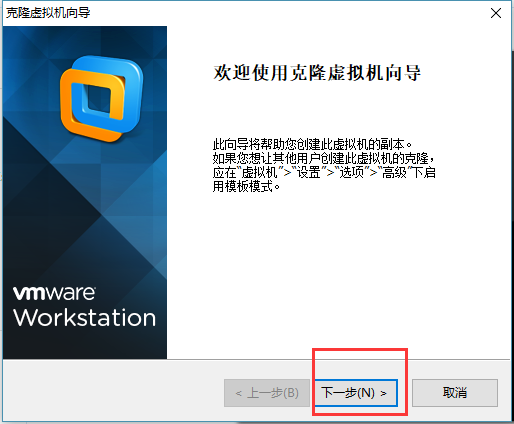 克隆虚拟机向导
欢迎使用克隆虚拟机向导
此向导将帮助您创建此虚拟机的副本。
如果您想让其他用户创建此虚拟机的克隆，
应在"虚拟机">"设置">"选项">"高级"下启
用模板模式。
vmware
Workstation
< 上一步(B)
下一步(N) >
取消